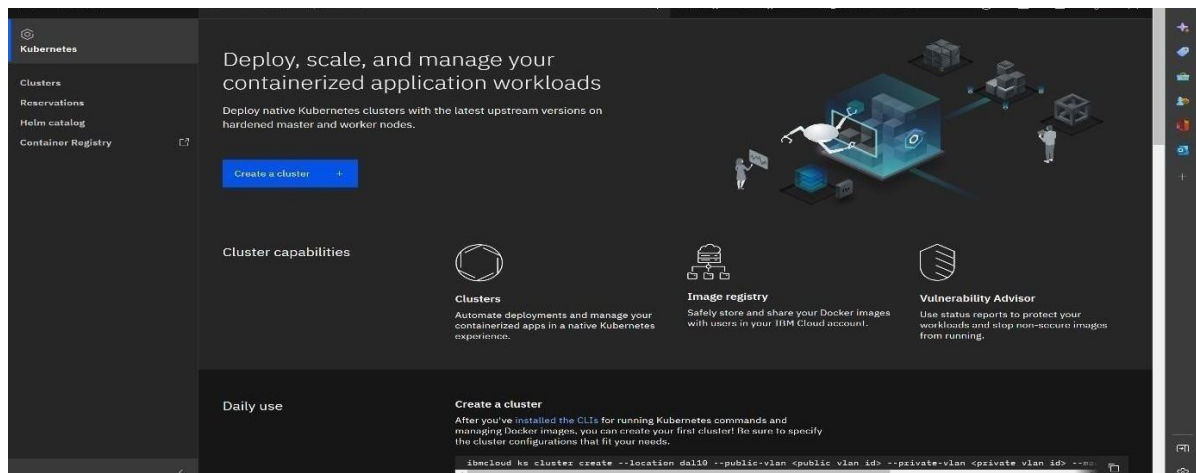 Kubernetes
Clusters
Reservations
Helm catalog
Container Registry
Deploy, scale, and manage your
containerized application workloads
Deploy native Kubernetes clusters with the latest upstream versions on
hardened master and worker nodes.
Create a cluster +
Cluster capabilities
Clusters
Automate deployments and manage your
containerized apps in a native Kubernetes
experience.
Image registry
Safely store and share your Docker images
with users in your IBM Cloud account.
Vulnerability Advisor
Use status reports to protect your
workloads and stop non-secure images
from running.
Daily use
Create a cluster
After you've installed the CLIs for running Kubernetes commands and
managing Docker images, you can create your first cluster! Be sure to specify
the cluster configurations that fit your needs.
ibmcloud ks cluster create --location dal10 --public-vlan <public vlan id> --private-vlan <private vlan id>